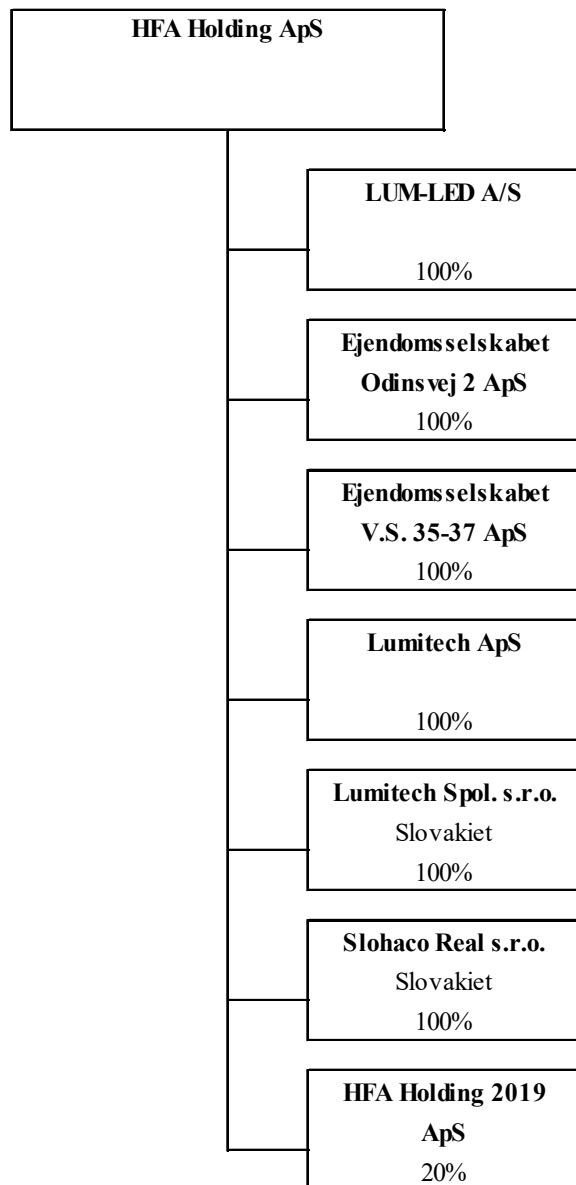 HFA Holding ApS
LUM-LED A/S
100%
Ejendomsselskabet
Odinsvej 2 ApS
100%
Ejendomsselskabet
V.S. 35-37 ApS
100%
Lumitech ApS
100%
Lumitech Spol. s.r.o.
Slovakiet
100%
Slohaco Real s.r.o.
Slovakiet
100%
HFA Holding 2019
ApS
20%